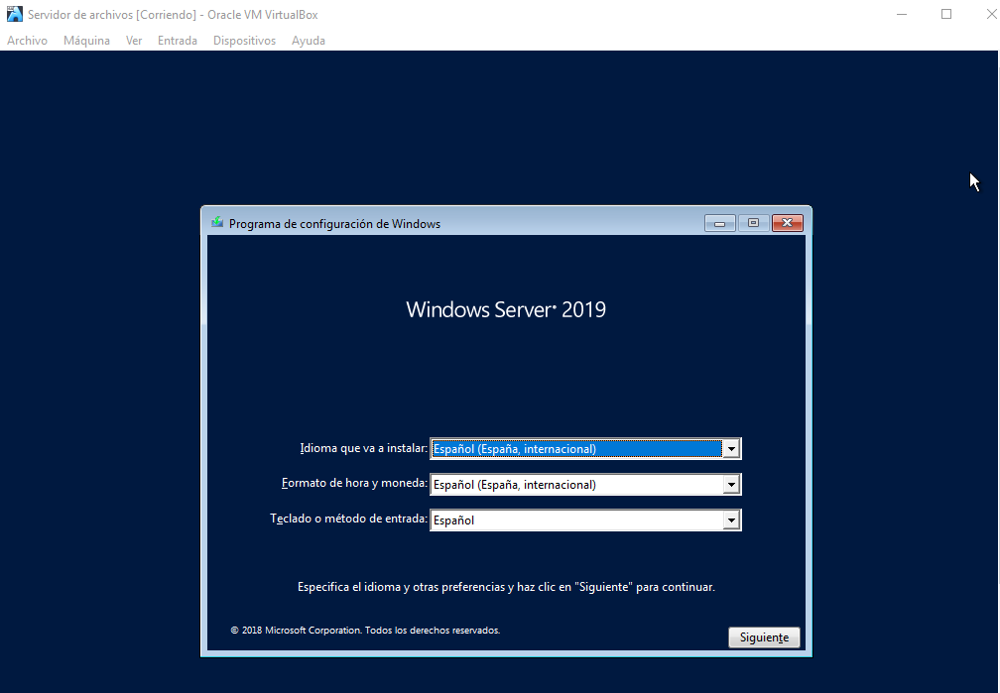 Servidor de archivos [Corriendo] - Oracle VM VirtualBox
Archivo Máquina Ver Entrada Dispositivos Ayuda
Programa de configuración de Windows
Windows Server® 2019
Idioma que va a instalar: Español (España, internacional)
Formato de hora y moneda: Español (España, internacional)
Teclado o método de entrada: Español
Especifica el idioma y otras preferencias y haz clic en "Siguiente" para continuar.
© 2018 Microsoft Corporation. Todos los derechos reservados.
Siguiente